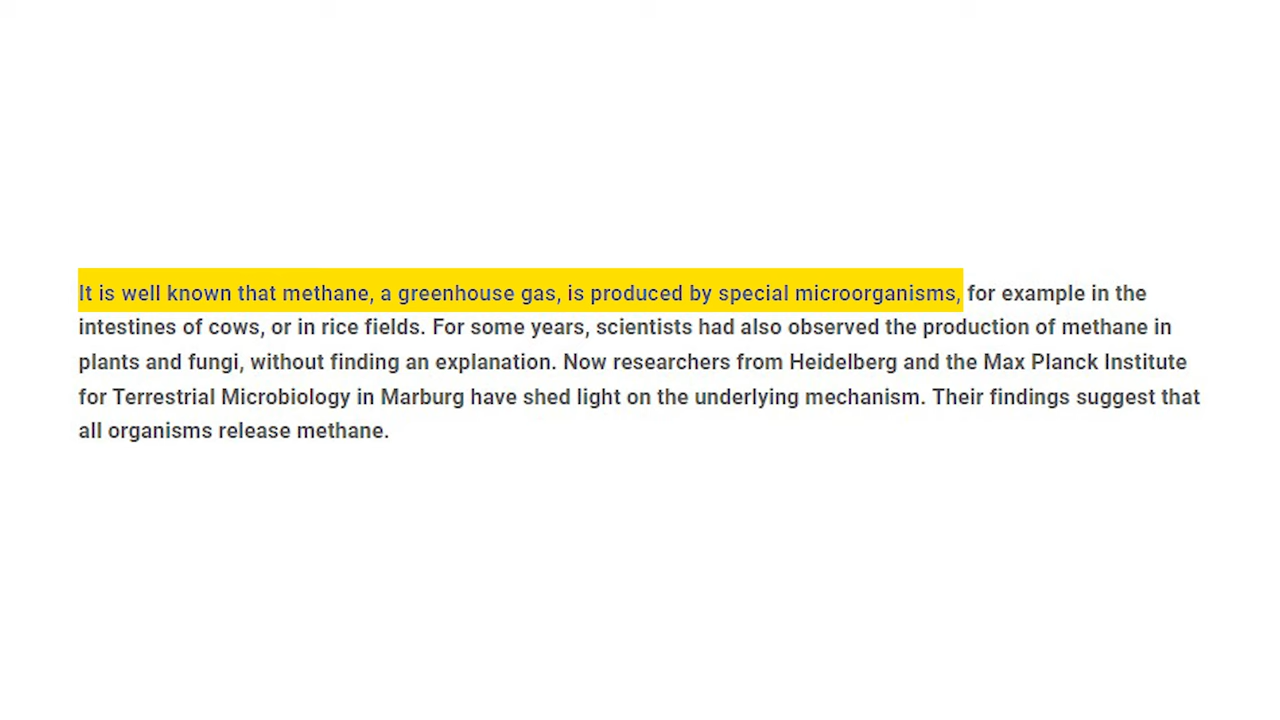 It is well known that methane, a greenhouse gas, is produced by special microorganisms, for example in the
intestines of cows, or in rice fields. For some years, scientists had also observed the production of methane in
plants and fungi, without finding an explanation. Now researchers from Heidelberg and the Max Planck Institute
for Terrestrial Microbiology in Marburg have shed light on the underlying mechanism. Their findings suggest that
all organisms release methane.